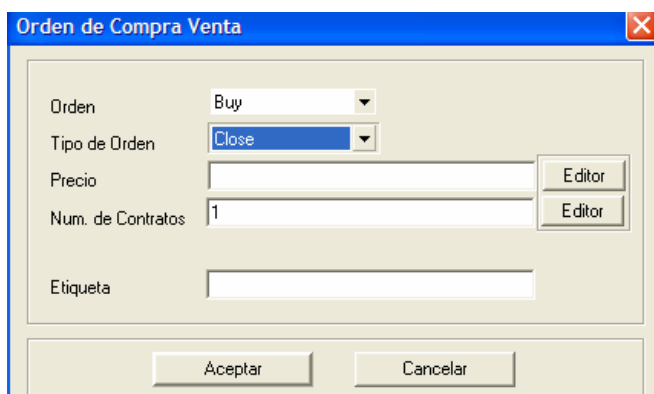 Orden de Compra Venta
Orden Buy
Tipo de Orden Close
Precio Editor
Num. de Contratos 1 Editor
Etiqueta
Aceptar Cancelar